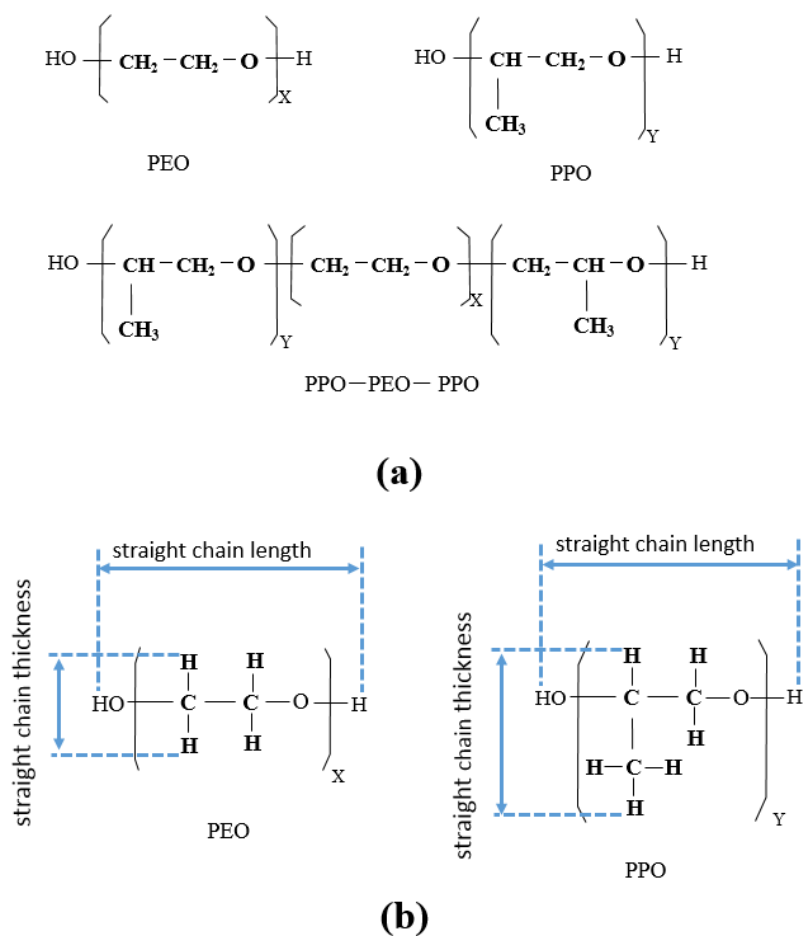 HO CH₂-CH₂-O H X
PEO
HO CH-CH₂-O H Y
CH₃
PPO
HO CH-CH₂-O CH₂-CH₂-O CH₂-CH-O H
CH₃ Y X CH₃ Y
PPO-PEO-PPO
(a)
straight chain length
straight chain thickness
H H
HO C C O H
H H
X
PEO
straight chain length
straight chain thickness
H H
HO C C O H
H
H-C-H
H
Y
PPO
(b)